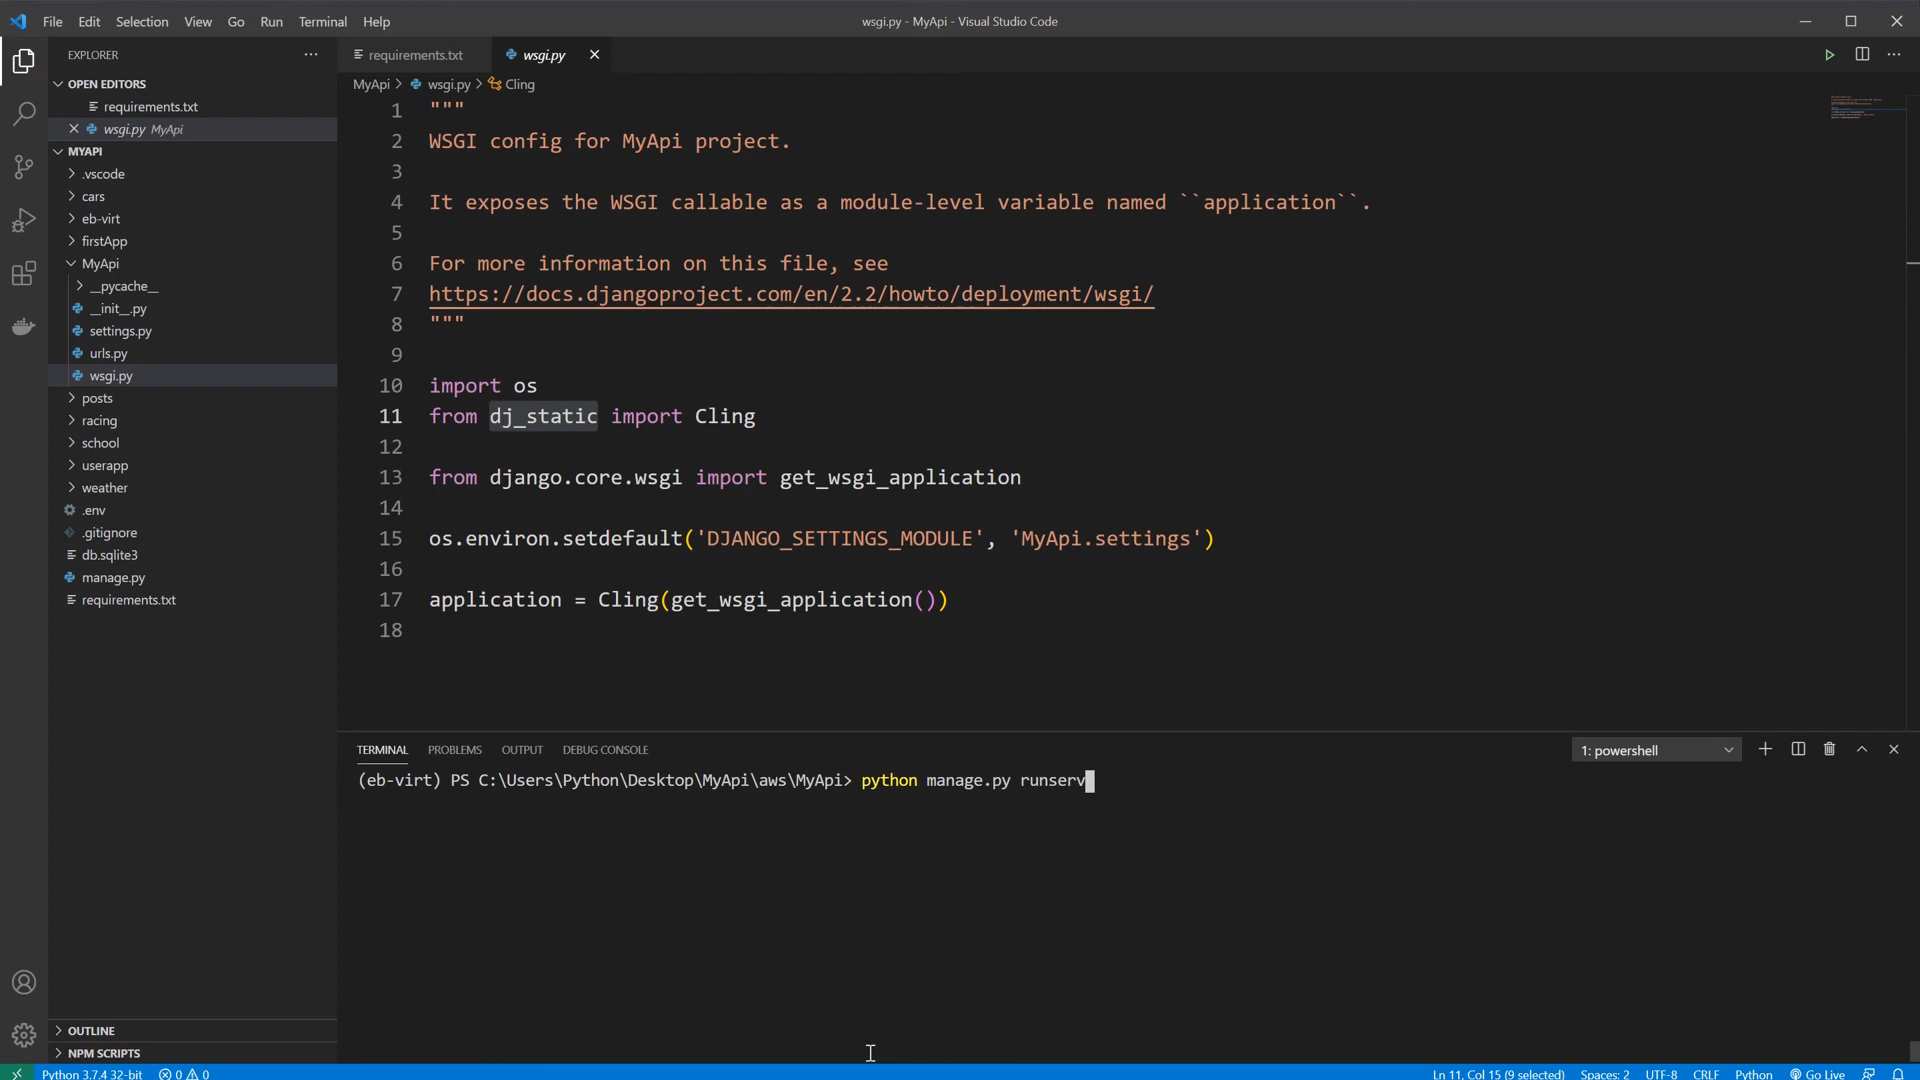 File Edit Selection View Go Run Terminal Help
wsgi.py - MyApi - Visual Studio Code
EXPLORER
OPEN EDITORS
requirements.txt
wsgi.py MyApi
MYAPI
.vscode
cars
eb-virt
firstApp
MyApi
__pycache__
__init__.py
settings.py
urls.py
wsgi.py
posts
racing
school
userapp
weather
.env
.gitignore
db.sqlite3
manage.py
requirements.txt
OUTLINE
NPM SCRIPTS
requirements.txt wsgi.py
MyApi > wsgi.py > Cling
1 """
2 WSGI config for MyApi project.
3
4 It exposes the WSGI callable as a module-level variable named ``application``.
5
6 For more information on this file, see
7 https://docs.djangoproject.com/en/2.2/howto/deployment/wsgi/
8 """
9
10 import os
11 from dj_static import Cling
12
13 from django.core.wsgi import get_wsgi_application
14
15 os.environ.setdefault('DJANGO_SETTINGS_MODULE', 'MyApi.settings')
16
17 application = Cling(get_wsgi_application())
18
TERMINAL PROBLEMS OUTPUT DEBUG CONSOLE
1: powershell
(eb-virt) PS C:\Users\Python\Desktop\MyApi\aws\MyApi> python manage.py runserv
Python 3.7.4 32-bit 0 0
Ln 11, Col 15 (9 selected) Spaces: 2 UTF-8 CRLF Python Go Live